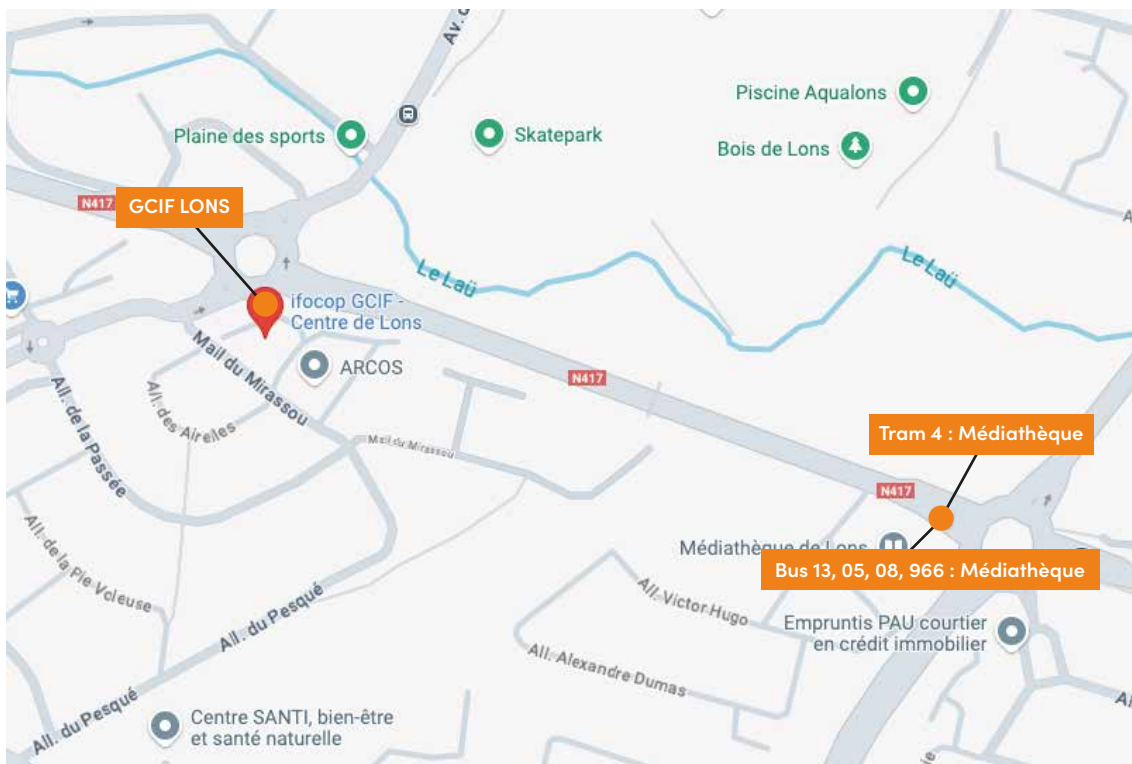 Av. d
Piscine Aqualons
Plaine des sports
Skatepark
Bois de Lons
N417
GCIF LONS
A
Le Laü
Le Laü
ifocop GCIF -
Centre de Lons
Mail du Mirassou
ARCOS
N417
All. des Airelles
All. de la Passée
Mail du Mirassou
Tram 4 : Médiathèque
N417
Médiathèque de Lons
Bus 13, 05, 08, 966 : Médiathèque
All. de la Pie Voleuse
All. du Pesqué
All. Victor Hugo
Empruntis PAU courtier
en crédit immobilier
All. Alexandre Dumas
All. du Pesqué
Centre SANTI, bien-être
et santé naturelle